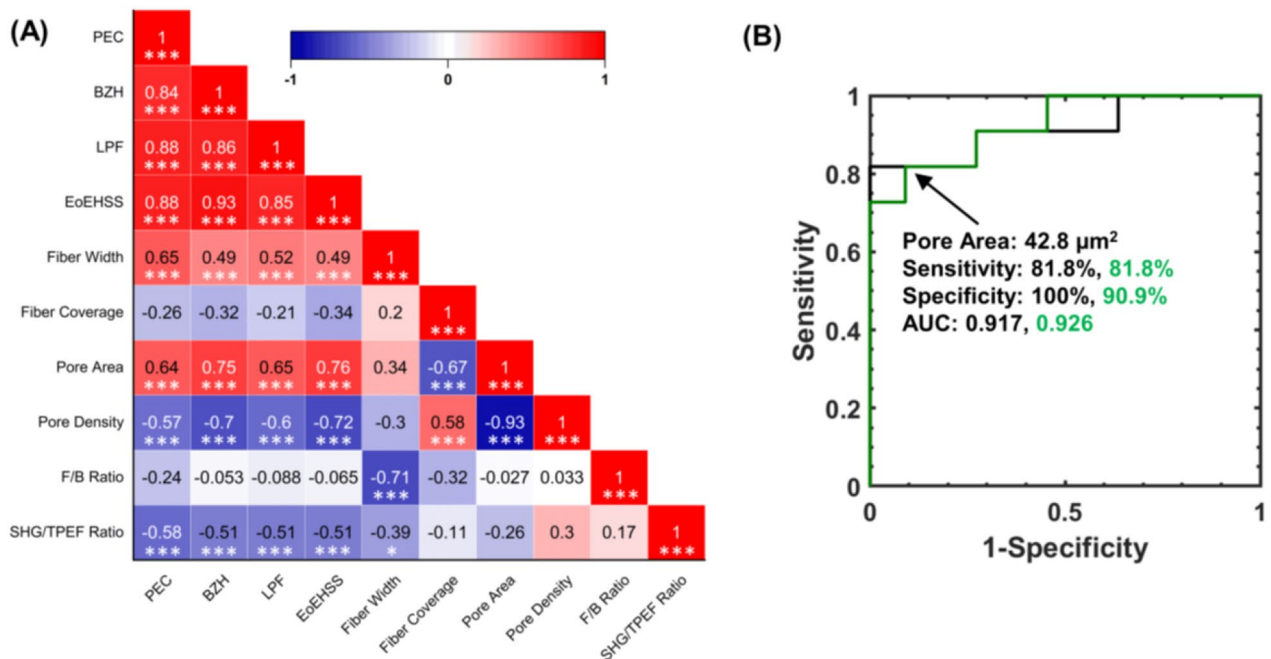 (A)
-1 0 1
PEC 1
***
BZH 0.84 1
*** ***
LPF 0.88 0.86 1
*** *** ***
EoEHSS 0.88 0.93 0.85 1
*** *** *** ***
Fiber Width 0.65 0.49 0.52 0.49 1
*** *** *** *** ***
Fiber Coverage -0.26 -0.32 -0.21 -0.34 0.2 1
***
Pore Area 0.64 0.75 0.65 0.76 0.34 -0.67 1
*** *** *** *** *** ***
Pore Density -0.57 -0.7 -0.6 -0.72 -0.3 0.58 -0.93 1
*** *** *** *** *** *** ***
F/B Ratio -0.24 -0.053 -0.088 -0.065 -0.71 -0.32 -0.027 0.033 1
*** ***
SHG/TPEF Ratio -0.58 -0.51 -0.51 -0.51 -0.39 -0.11 -0.26 0.3 0.17 1
*** *** *** *** * ***
PEC BZH LPF EoEHSS Fiber Width Fiber Coverage Pore Area Pore Density F/B Ratio SHG/TPEF Ratio
(B)
Sensitivity
1
0.8
0.6
0.4
0.2
0
Pore Area: 42.8 µm²
Sensitivity: 81.8%, 81.8%
Specificity: 100%, 90.9%
AUC: 0.917, 0.926
0 0.5 1
1-Specificity